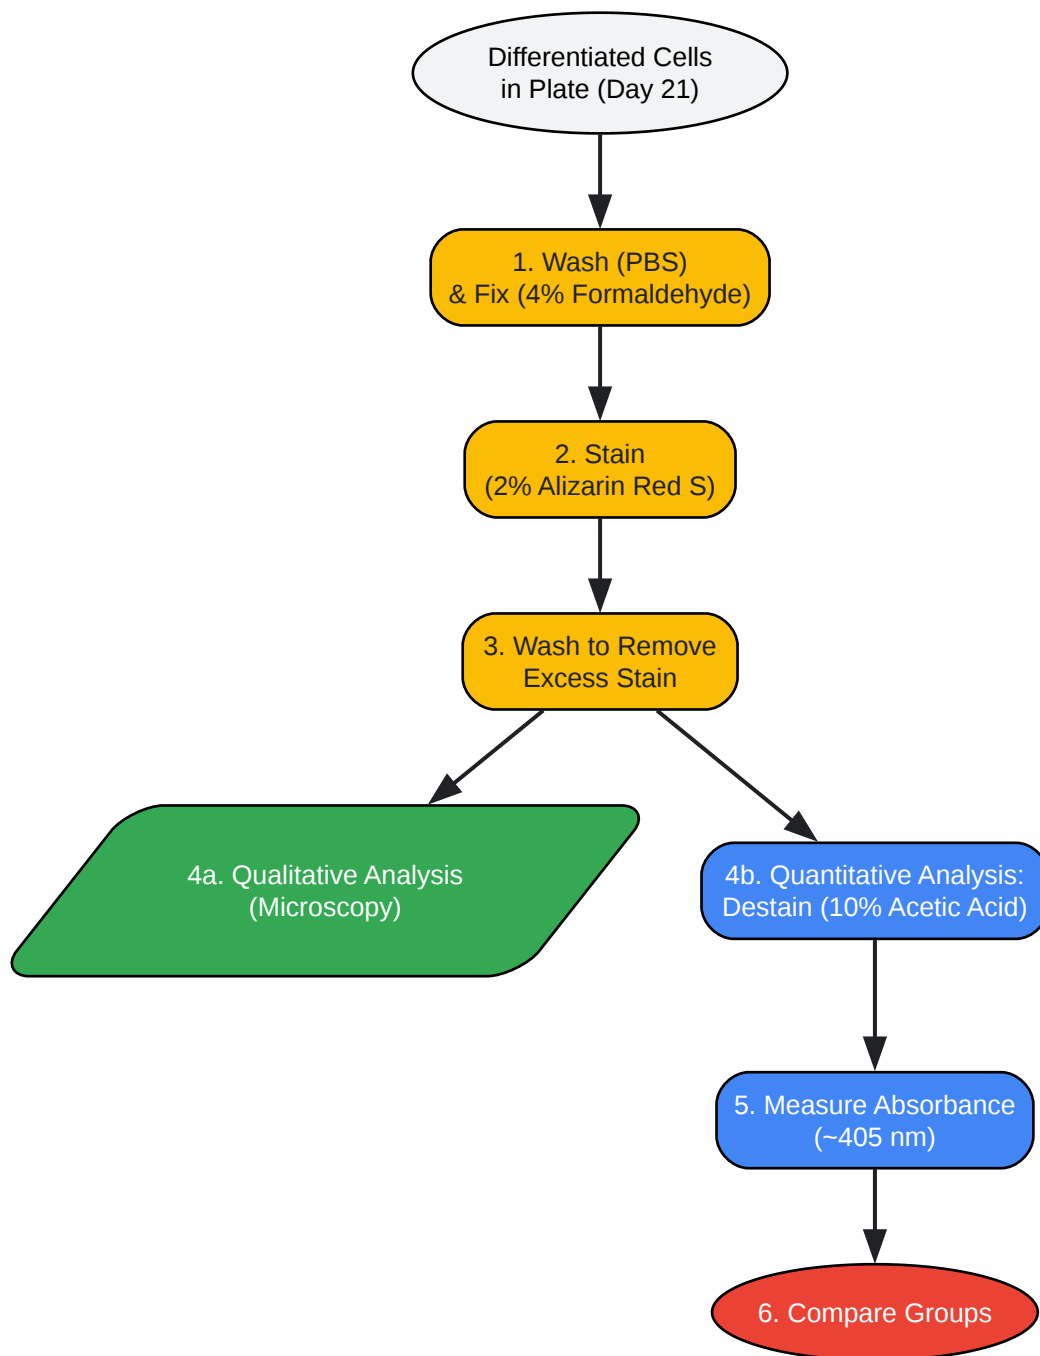 Differentiated Cells
in Plate (Day 21)
1. Wash (PBS)
& Fix (4% Formaldehyde)
2. Stain
(2% Alizarin Red S)
3. Wash to Remove
Excess Stain
4a. Qualitative Analysis
(Microscopy)
4b. Quantitative Analysis:
Destain (10% Acetic Acid)
5. Measure Absorbance
(~405 nm)
6. Compare Groups